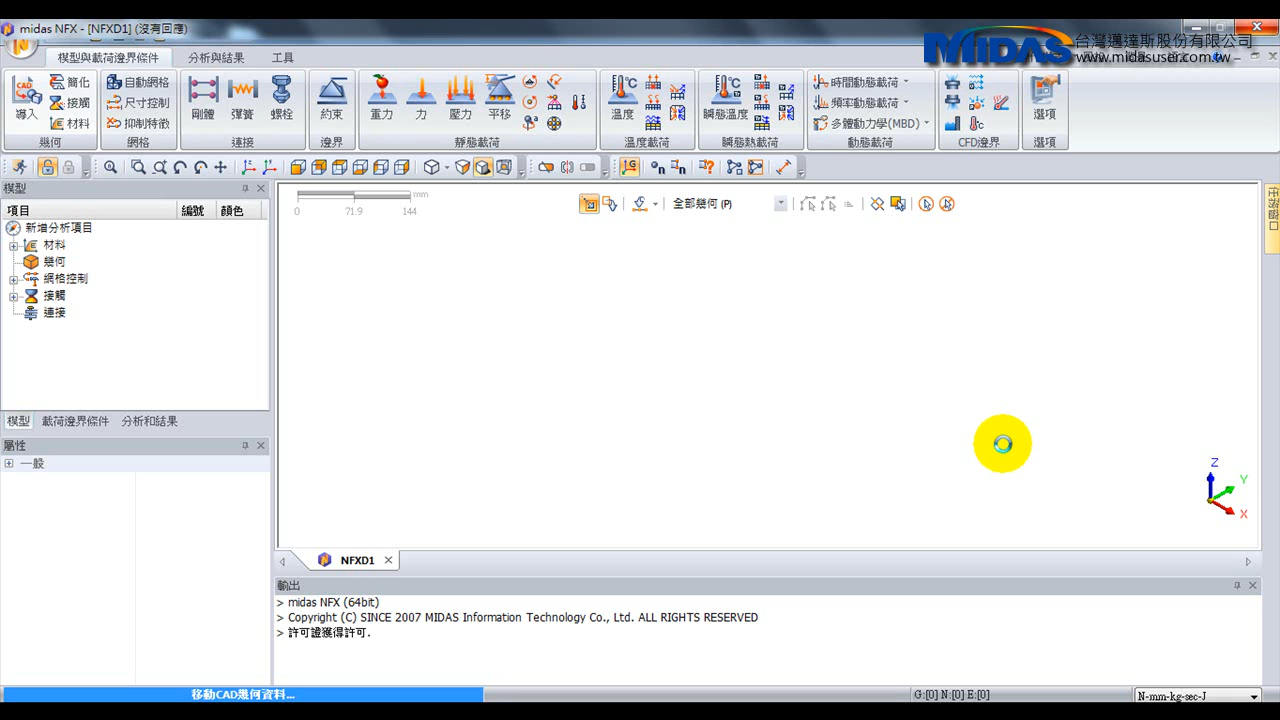 midas NFX - [NFXD1] (沒有回應)
MIDAS 台灣邁達斯股份有限公司
www.midasuser.com.tw
模型與載荷邊界條件 分析與結果 工具
導入 簡化 接觸 材料 幾何
自動網格 尺寸控制 抑制特徵 網格
剛體 彈簧 螺栓 連接
約束 邊界
重力 力 壓力 平移 靜態載荷
溫度 溫度載荷
瞬態溫度 瞬態熱載荷
時間動態載荷 頻率動態載荷 多體動力學(MBD) 動態載荷
CFD邊界
選項 選項
模型
項目 編號 顏色
新增分析項目
材料
幾何
網格控制
接觸
連接
模型 載荷邊界條件 分析和結果
屬性
一般
mm
0 71.9 144
全部幾何 (P)
Z
Y
X
NFXD1
輸出
> midas NFX (64bit)
> Copyright (C) SINCE 2007 MIDAS Information Technology Co., Ltd. ALL RIGHTS RESERVED
> 許可證獲得許可.
移動CAD幾何資料... G:[0] N:[0] E:[0] N-mm-kg-sec-J